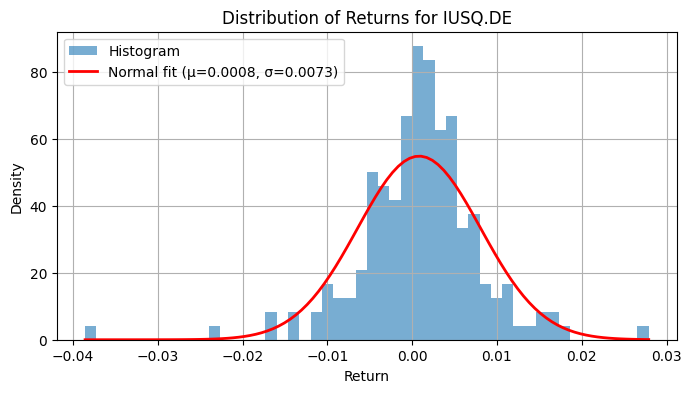 Distribution of Returns for IUSQ.DE
Histogram
Normal fit (μ=0.0008, σ=0.0073)
Density
80
60
40
20
0
−0.04 −0.03 −0.02 −0.01 0.00 0.01 0.02 0.03
Return